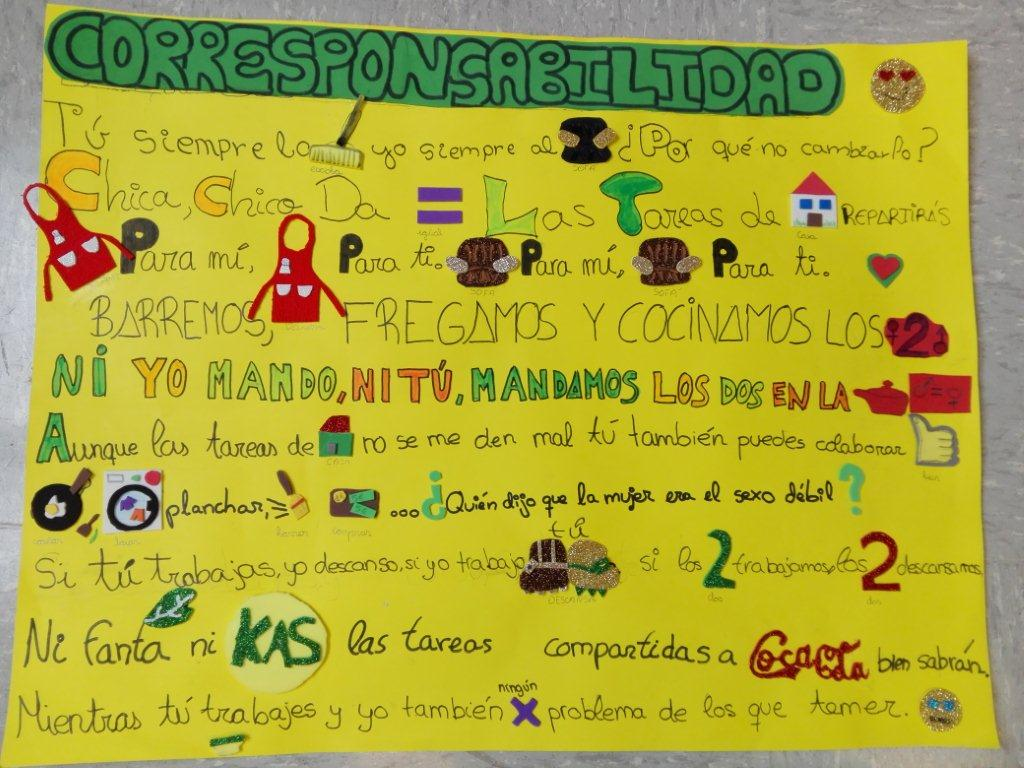 CORRESPONSABILIDAD
Tú siempre la escoba yo siempre al SOFÁ ¿Por qué no cambiarlo?
Chica, Chico Da = igual Las Tareas de casa REPARTIRÁS
Para mí, Para ti. SOFÁ Para mí, SOFÁ Para ti.
BARREMOS, FREGAMOS Y COCINAMOS LOS 2
NI YO MANDO, NI TÚ, MANDAMOS LOS DOS EN LA ♂=♀
Aunque las tareas de CASA no se me den mal tú también puedes colaborar bien
cocinar lavar planchar, barrer comprar ... ¿Quién dijo que la mujer era el sexo débil?
Si tú trabajas, yo descanso, si yo trabajo tú DESCANSA si los 2 dos trabajamos, los 2 dos descansamos
Ni Fanta ni KAS las tareas compartidas a Coca Cola bien sabrán.
Mientras tú trabajes y yo también ningún X problema de los que temer.